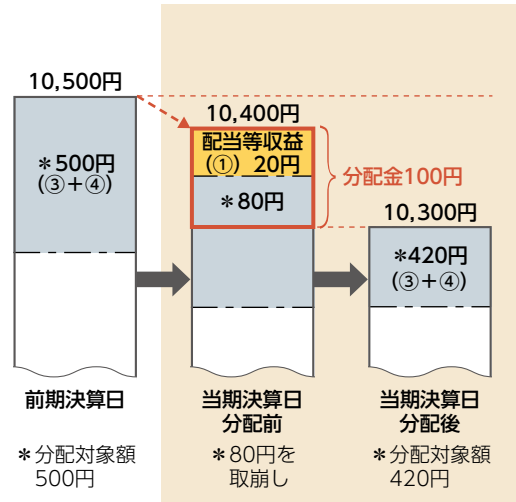 10,500円
＊500円
（③＋④）
前期決算日
＊分配対象額
500円
10,400円
配当等収益
（①）20円
＊80円
分配金100円
当期決算日
分配前
＊80円を
取崩し
10,300円
＊420円
（③＋④）
当期決算日
分配後
＊分配対象額
420円